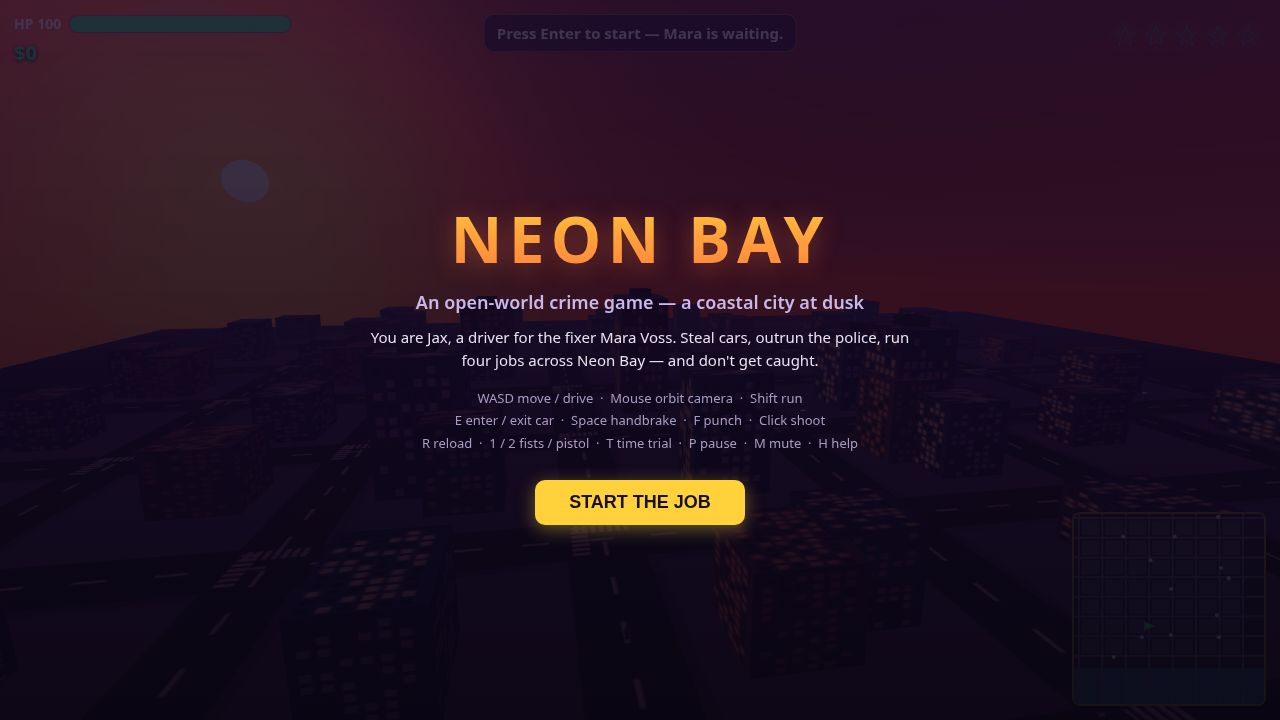 HP 100
$0
Press Enter to start — Mara is waiting.
NEON BAY
An open-world crime game — a coastal city at dusk
You are Jax, a driver for the fixer Mara Voss. Steal cars, outrun the police, run
four jobs across Neon Bay — and don't get caught.
WASD move / drive · Mouse orbit camera · Shift run
E enter / exit car · Space handbrake · F punch · Click shoot
R reload · 1 / 2 fists / pistol · T time trial · P pause · M mute · H help
START THE JOB